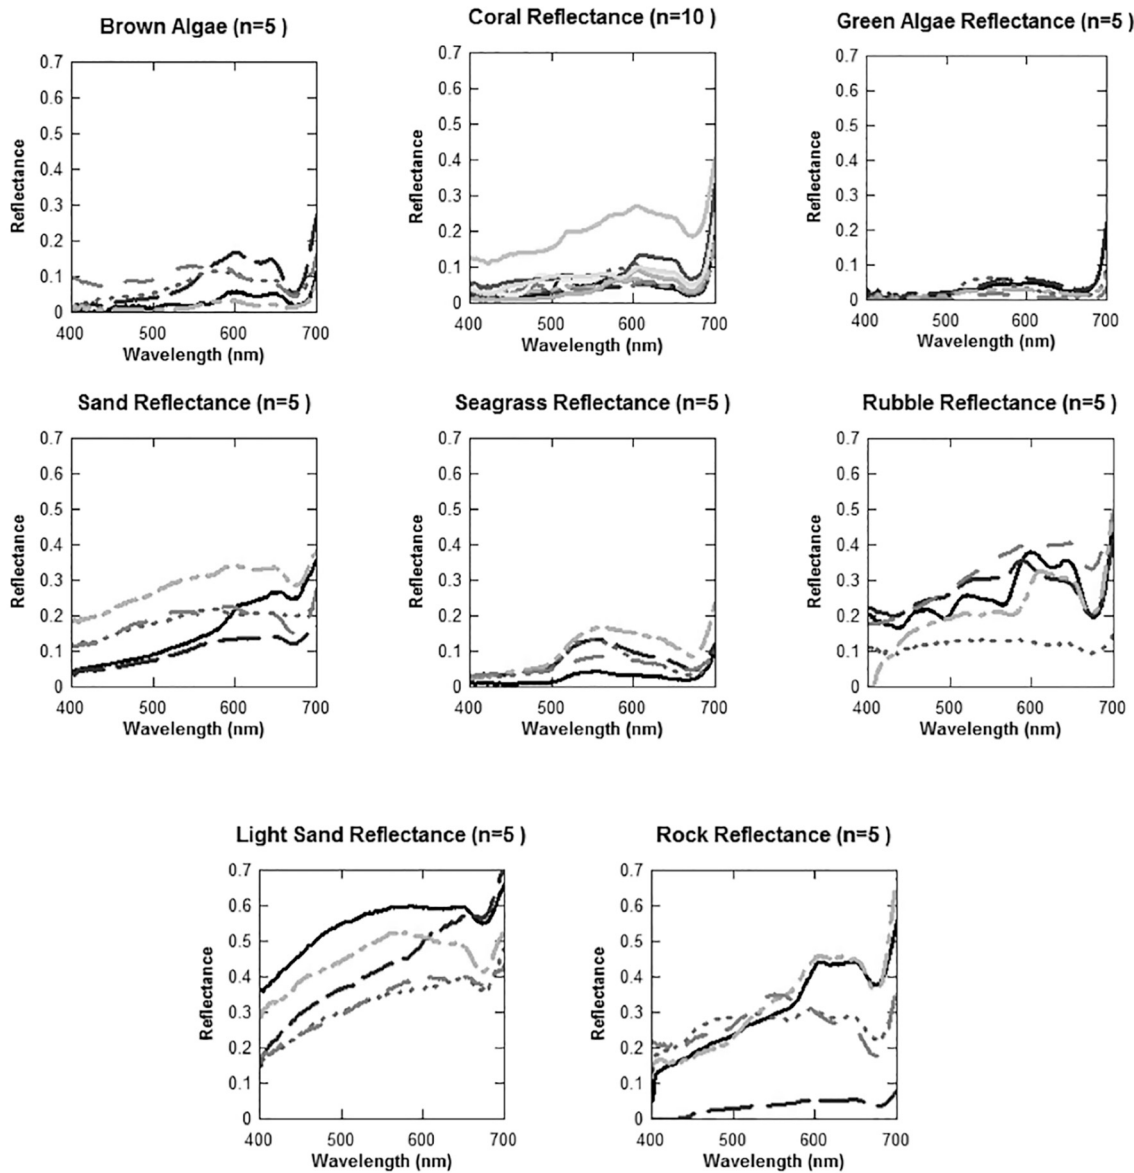 Brown Algae (n=5 )
Coral Reflectance (n=10 )
Green Algae Reflectance (n=5 )
0.7
0.6
0.5
0.4
0.3
0.2
0.1
0
Reflectance
400 500 600 700
Wavelength (nm)
0.7
0.6
0.5
0.4
0.3
0.2
0.1
0
Reflectance
400 500 600 700
Wavelength (nm)
0.7
0.6
0.5
0.4
0.3
0.2
0.1
0
Reflectance
400 500 600 700
Wavelength (nm)
Sand Reflectance (n=5 )
Seagrass Reflectance (n=5 )
Rubble Reflectance (n=5 )
0.7
0.6
0.5
0.4
0.3
0.2
0.1
0
Reflectance
400 500 600 700
Wavelength (nm)
0.7
0.6
0.5
0.4
0.3
0.2
0.1
0
Reflectance
400 500 600 700
Wavelength (nm)
0.7
0.6
0.5
0.4
0.3
0.2
0.1
0
Reflectance
400 500 600 700
Wavelength (nm)
Light Sand Reflectance (n=5 )
Rock Reflectance (n=5 )
0.7
0.6
0.5
0.4
0.3
0.2
0.1
0
Reflectance
400 500 600 700
Wavelength (nm)
0.7
0.6
0.5
0.4
0.3
0.2
0.1
0
Reflectance
400 500 600 700
Wavelength (nm)